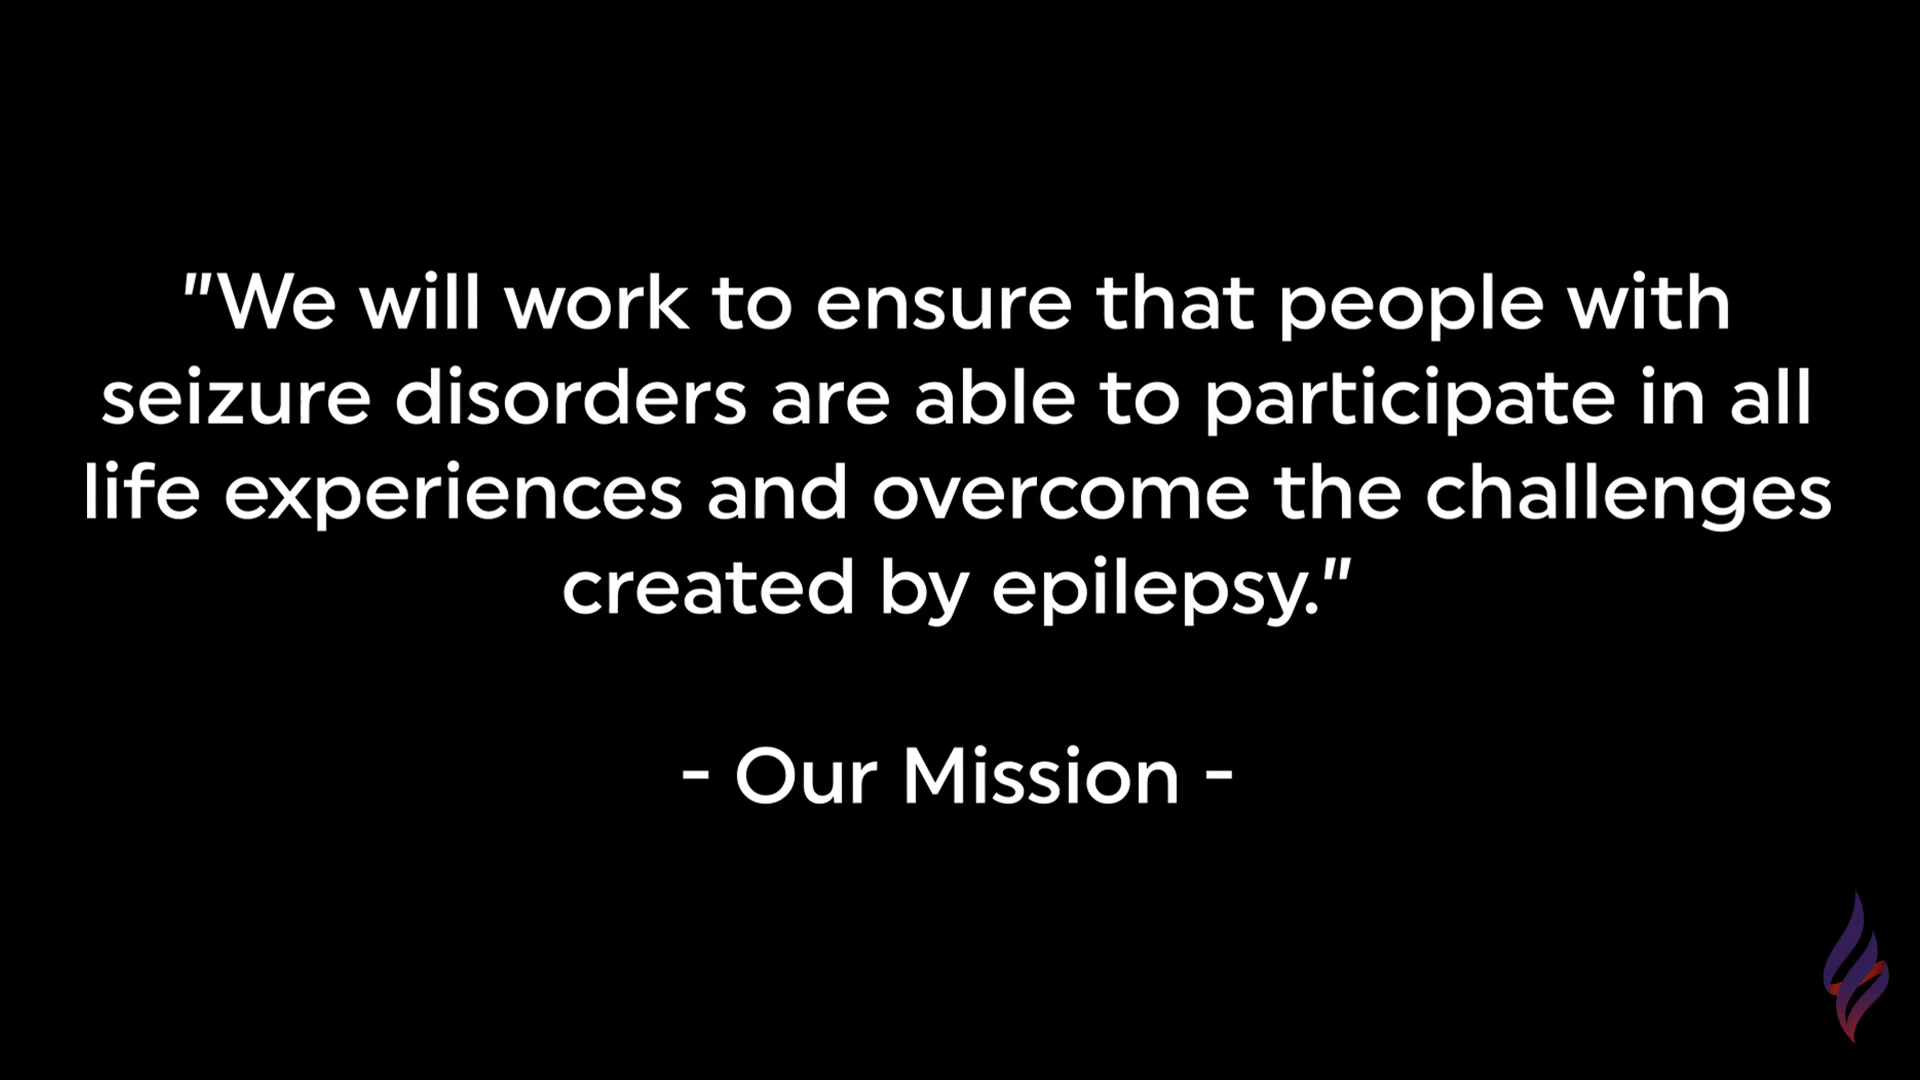 "We will work to ensure that people with
seizure disorders are able to participate in all
life experiences and overcome the challenges
created by epilepsy."
- Our Mission -